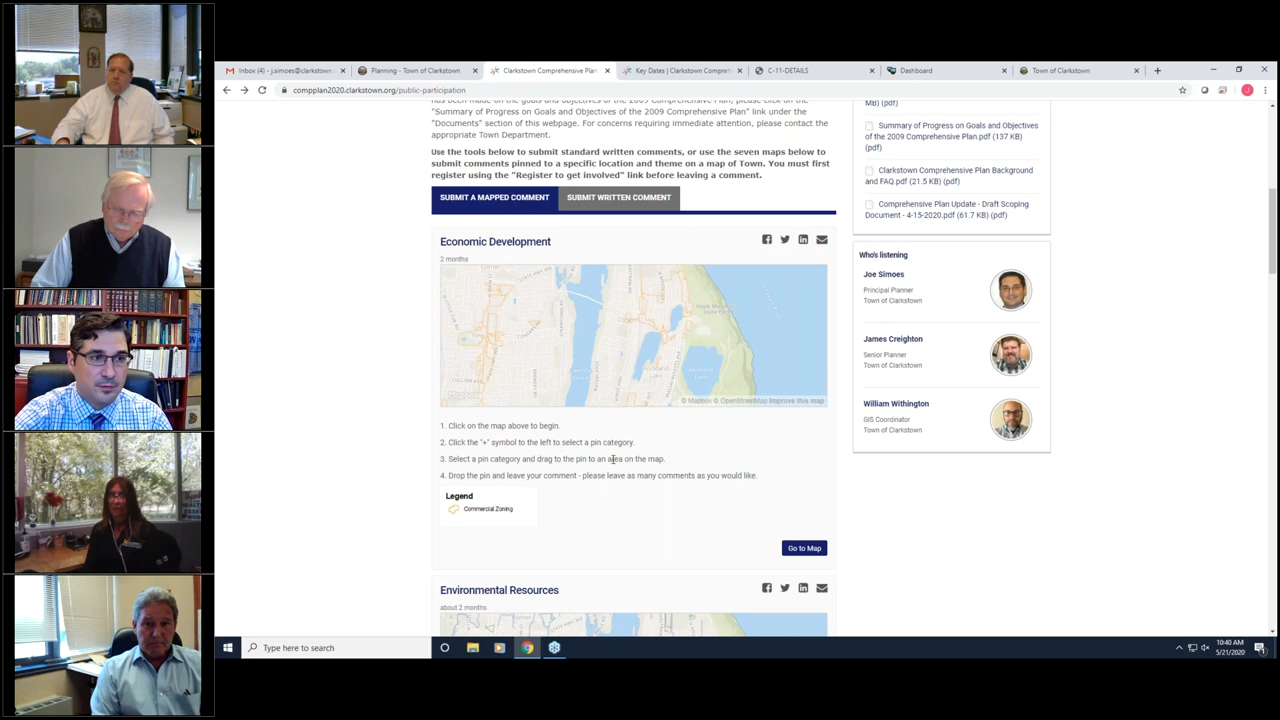 Inbox (4) - j.simoes@clarkstown.
Planning - Town of Clarkstown
Clarkstown Comprehensive Plan
Key Dates | Clarkstown Compreh
C-11-DETAILS
Dashboard
Town of Clarkstown
compplan2020.clarkstown.org/public-participation
has been made on the goals and objectives of the 2009 Comprehensive Plan, please click on the
"Summary of Progress on Goals and Objectives of the 2009 Comprehensive Plan" link under the
"Documents" section of this webpage. For concerns requiring immediate attention, please contact the
appropriate Town Department.
Use the tools below to submit standard written comments, or use the seven maps below to
submit comments pinned to a specific location and theme on a map of Town. You must first
register using the "Register to get involved" link before leaving a comment.
SUBMIT A MAPPED COMMENT
SUBMIT WRITTEN COMMENT
Economic Development
2 months
Mapbox
© Mapbox © OpenStreetMap Improve this map
1. Click on the map above to begin.
2. Click the "+" symbol to the left to select a pin category.
3. Select a pin category and drag to the pin to an area on the map.
4. Drop the pin and leave your comment - please leave as many comments as you would like.
Legend
Commercial Zoning
Go to Map
Environmental Resources
about 2 months
MB) (pdf)
Summary of Progress on Goals and Objectives
of the 2009 Comprehensive Plan.pdf (137 KB)
(pdf)
Clarkstown Comprehensive Plan Background
and FAQ.pdf (21.5 KB) (pdf)
Comprehensive Plan Update - Draft Scoping
Document - 4-15-2020.pdf (61.7 KB) (pdf)
Who's listening
Joe Simoes
Principal Planner
Town of Clarkstown
James Creighton
Senior Planner
Town of Clarkstown
William Withington
GIS Coordinator
Town of Clarkstown
Type here to search
10:40 AM
5/21/2020